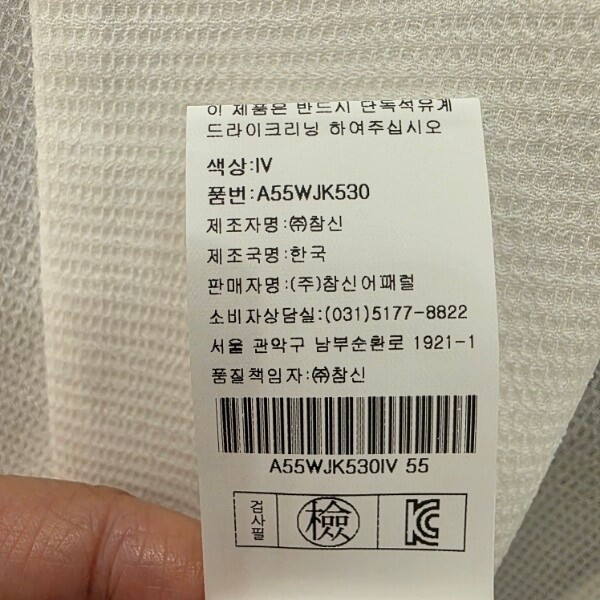 이 제품은 반드시 단독석유계
드라이크리닝 하여주십시오
색상:IV
품번:A55WJK530
제조자명:㈜참신
제조국명:한국
판매자명:(주)참신어패럴
소비자상담실:(031)5177-8822
서울 관악구 남부순환로 1921-1
품질책임자:㈜참신
A55WJK530IV 55
검사필 檢 KC